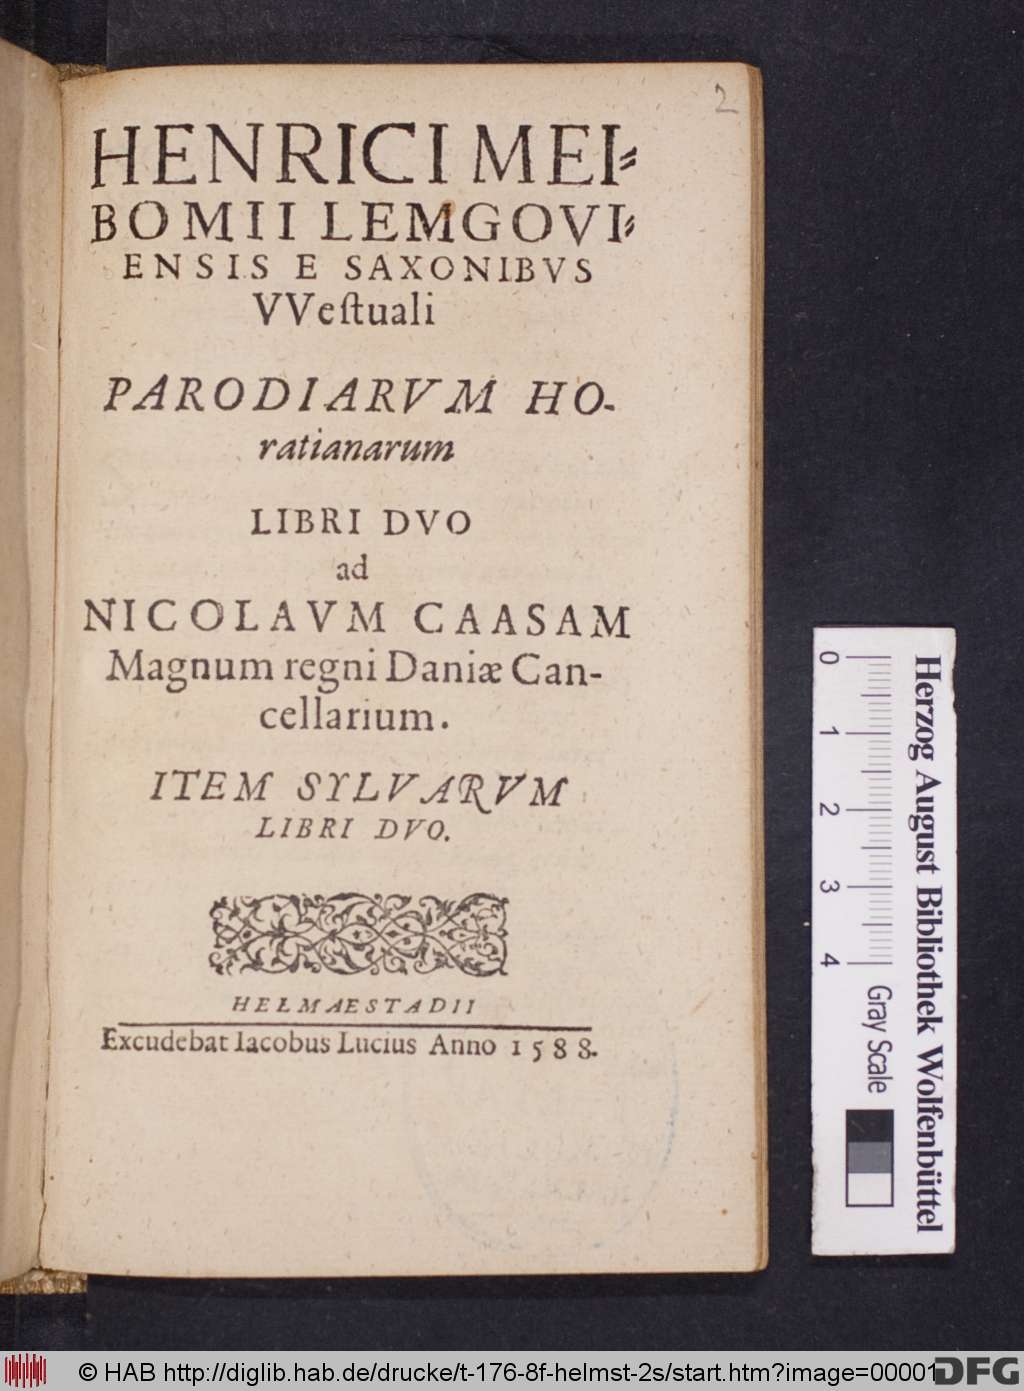 2
HENRICI MEI=
BOMII LEMGOVI=
ENSIS E SAXONIBVS
VVeſtuali
PARODIARVM HO-
ratianarum
LIBRI DVO
ad
NICOLAVM CAASAM
Magnum regni Daniæ Can-
cellarium.
ITEM SYLVARVM
LIBRI DVO.
HELMAESTADII
Excudebat Iacobus Lucius Anno 1588.
0 1 2 3 4
Gray Scale
Herzog August Bibliothek Wolfenbüttel
© HAB http://diglib.hab.de/drucke/t-176-8f-helmst-2s/start.htm?image=00001
DFG